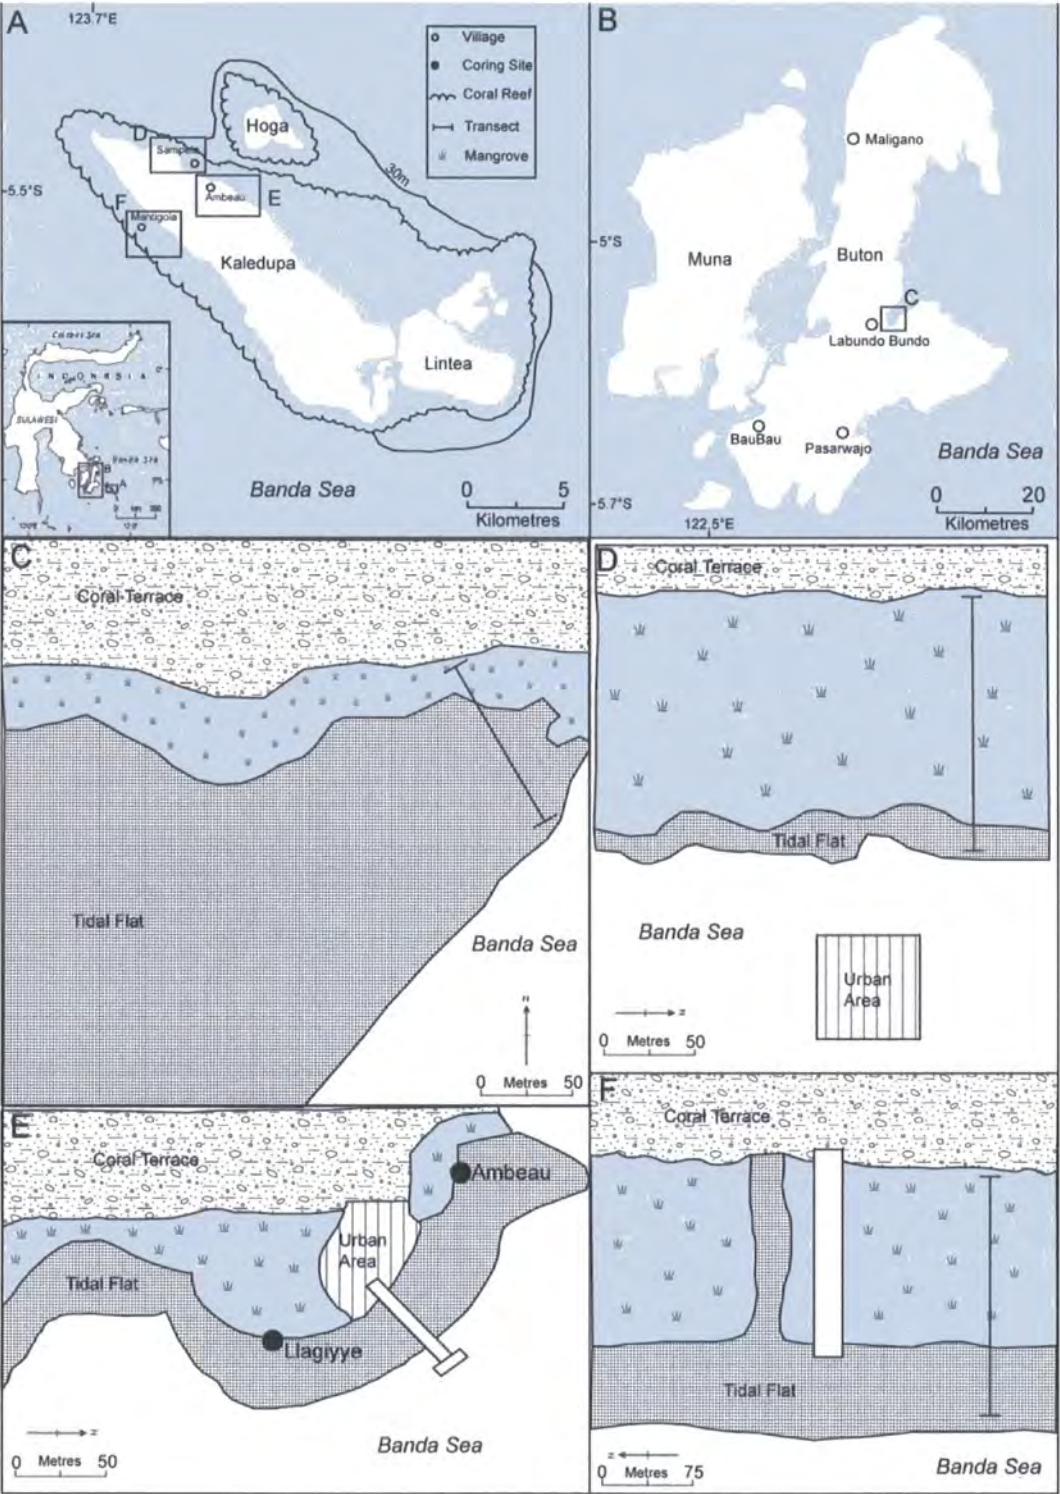 A
123.7°E
Village
Coring Site
Coral Reef
Transect
Mangrove
Hoga
30m
D
Sampela
5.5°S
Ambeau
E
F
Mantigola
Kaledupa
Lintea
INDONESIA
SULAWESI
Banda Sea
B
A
Banda Sea
0 5
Kilometres
B
Maligano
5°S
Muna
Buton
C
Labundo Bundo
BauBau
Pasarwajo
Banda Sea
5.7°S
122.5°E
0 20
Kilometres
C
Coral Terrace
Tidal Flat
Banda Sea
N
0 Metres 50
D
Coral Terrace
Tidal Flat
Banda Sea
Urban
Area
N
0 Metres 50
E
Coral Terrace
Ambeau
Urban
Area
Tidal Flat
Llagiyye
N
0 Metres 50
Banda Sea
F
Coral Terrace
Tidal Flat
N
0 Metres 75
Banda Sea